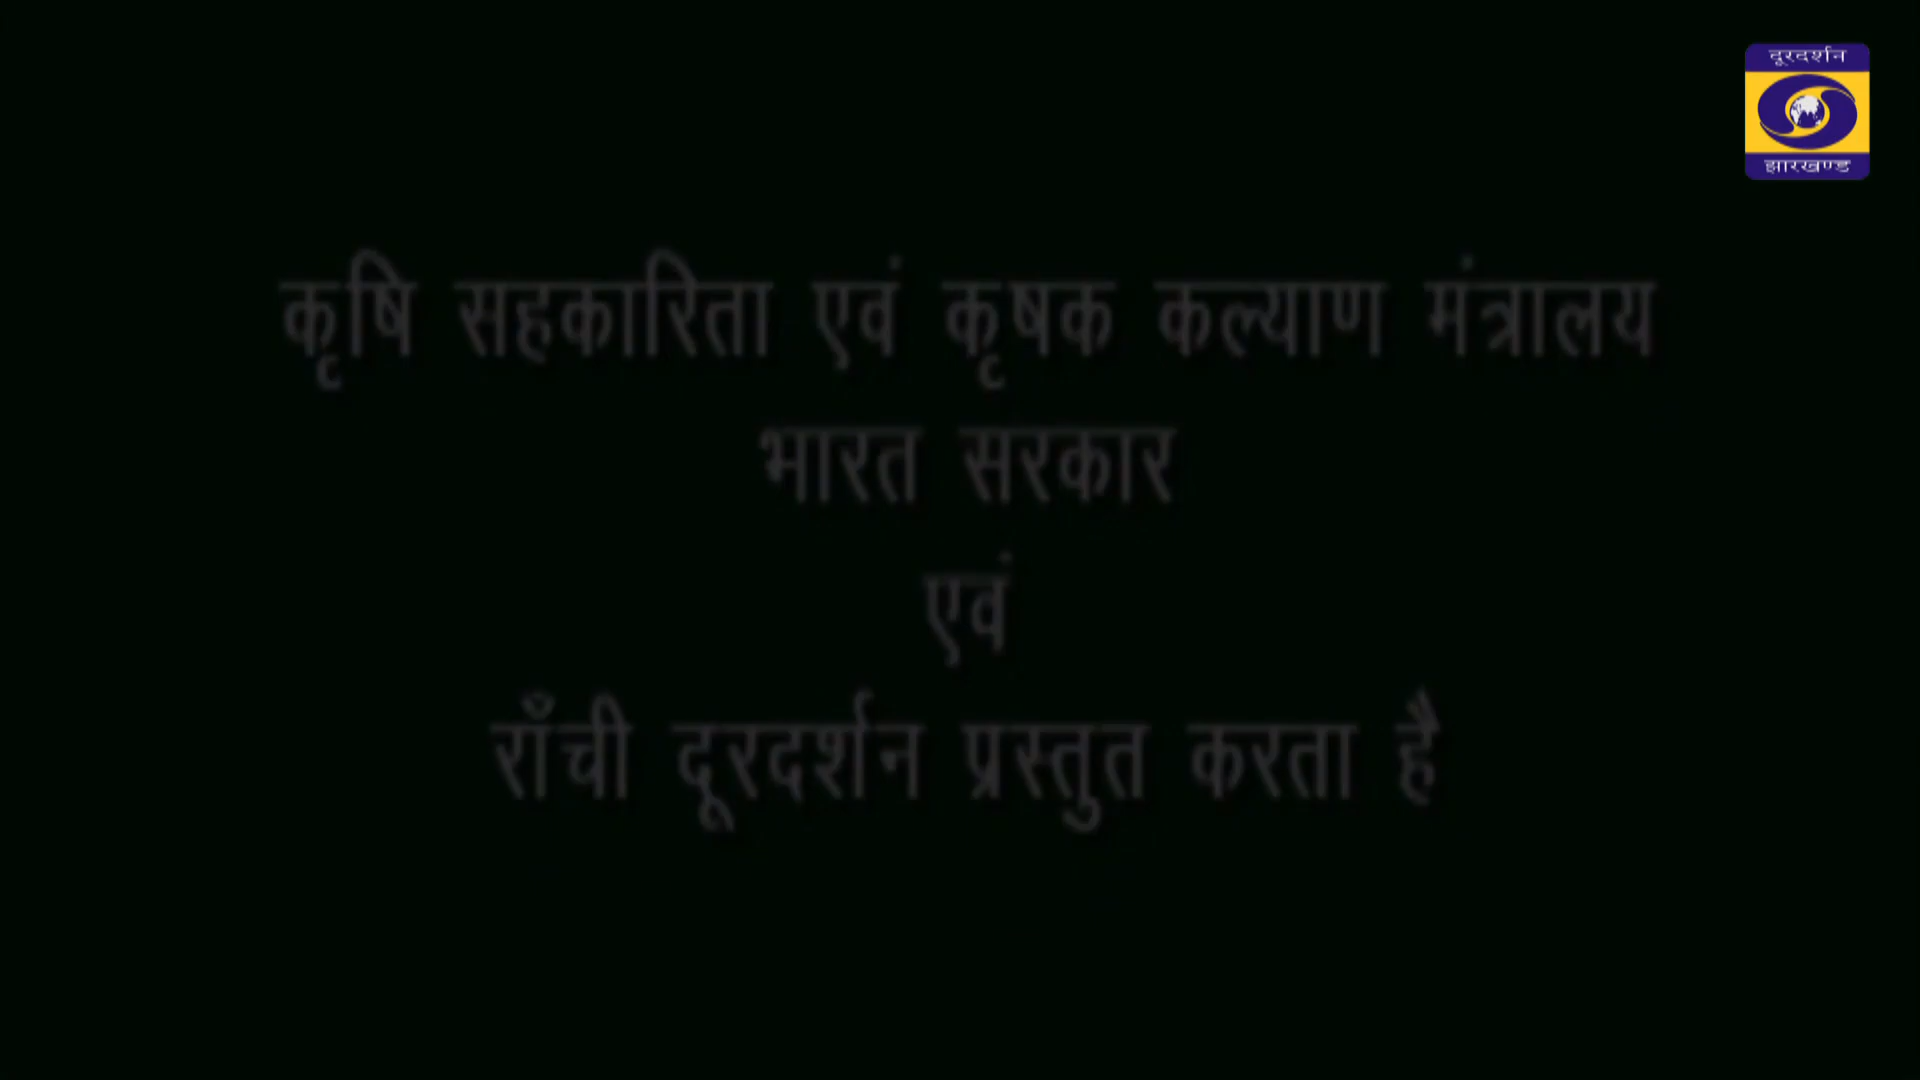 दूरदर्शन
झारखण्ड
कृषि सहकारिता एवं कृषक कल्याण मंत्रालय
भारत सरकार
एवं
राँची दूरदर्शन प्रस्तुत करता है